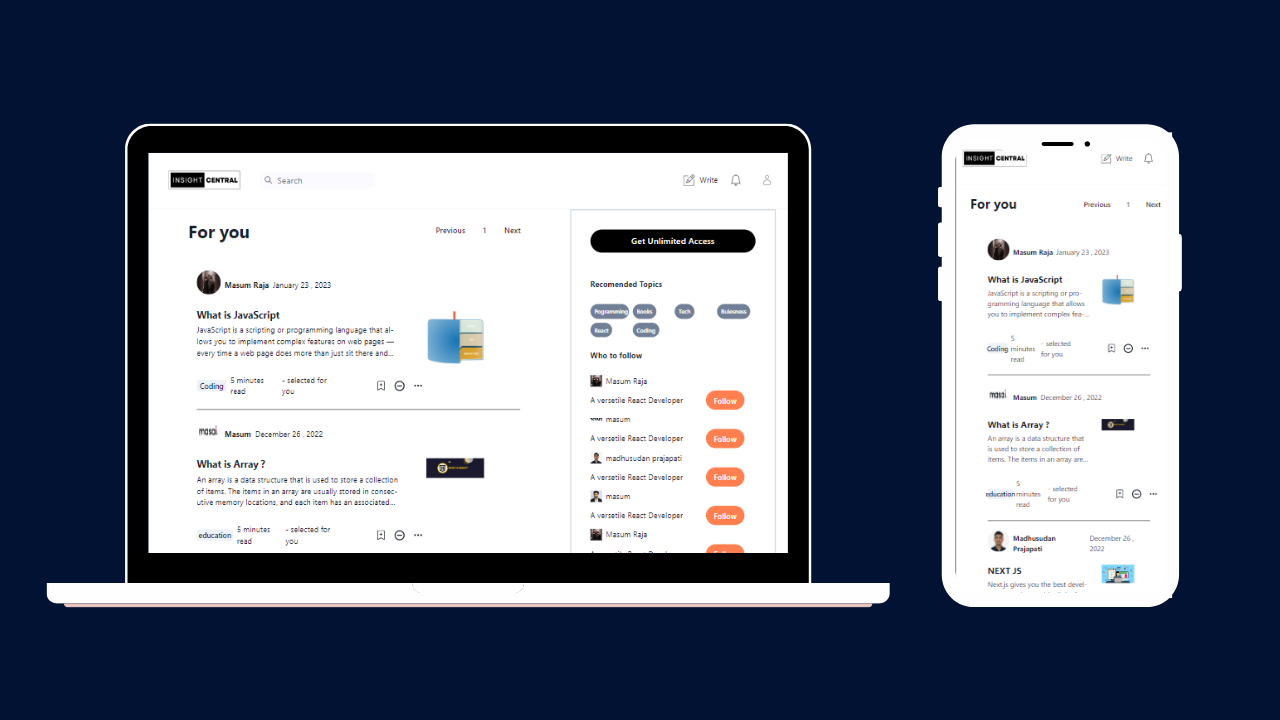 INSIGHT CENTRAL
Search
Write
For you
Previous 1 Next
Masum Raja January 23 , 2023
What is JavaScript
JavaScript is a scripting or programming language that al-
lows you to implement complex features on web pages —
every time a web page does more than just sit there and...
Coding
5 minutes
read
- selected for
you
masai
Masum December 26 , 2022
What is Array ?
An array is a data structure that is used to store a collection
of items. The items in an array are usually stored in consec-
utive memory locations, and each item has an associated...
education
5 minutes
read
- selected for
you
Get Unlimited Access
Recomended Topics
Pogramming Books Tech Buisness
React Coding
Who to follow
Masum Raja
A versetile React Developer Follow
masum
A versetile React Developer Follow
madhusudan prajapati
A versetile React Developer Follow
masum
A versetile React Developer Follow
Masum Raja
INSIGHT CENTRAL
Write
For you
Previous 1 Next
Masum Raja January 23 , 2023
What is JavaScript
JavaScript is a scripting or pro-
gramming language that allows
you to implement complex fea-...
Coding
5
minutes
read
- selected
for you
masai
Masum December 26 , 2022
What is Array ?
An array is a data structure that
is used to store a collection of
items. The items in an array are...
education
5
minutes
read
- selected
for you
Madhusudan
Prajapati
December 26 ,
2022
NEXT JS
Next.js gives you the best devel-